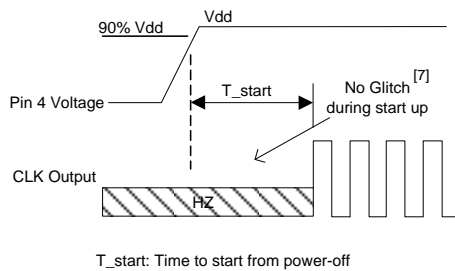 90% Vdd
Vdd
T_start
No Glitch [7]
during start up
Pin 4 Voltage
CLK Output
HZ
T_start: Time to start from power-off